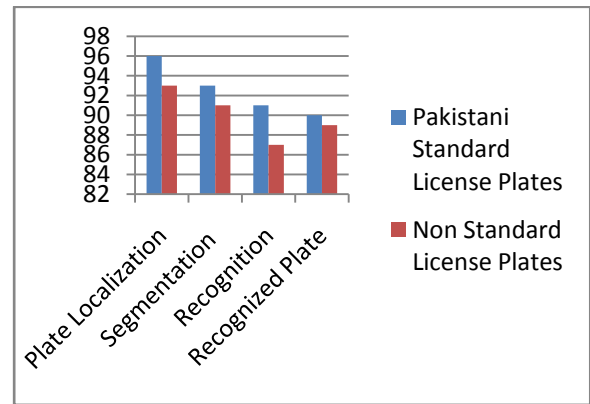 98
96
94
92
90
88
86
84
82
Plate Localization
Segmentation
Recognition
Recognized Plate
Pakistani
Standard
License Plates
Non Standard
License Plates